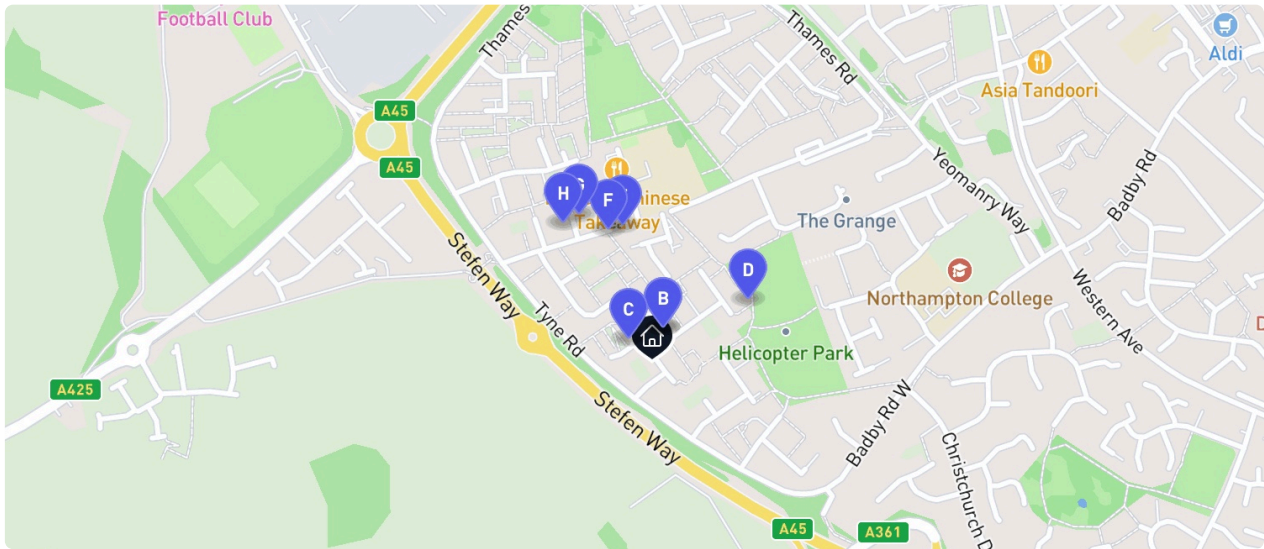 Football Club
Thames
Thames Rd
Aldi
Asia Tandoori
A45
A45
Yeomanry Way
Badby Rd
H
F
hinese
Takeaway
The Grange
D
Northampton College
Stefen Way
C
B
Tyne Rd
Western Ave
Helicopter Park
A425
Stefen Way
Badby Rd W
Christchurch D
A45
A361